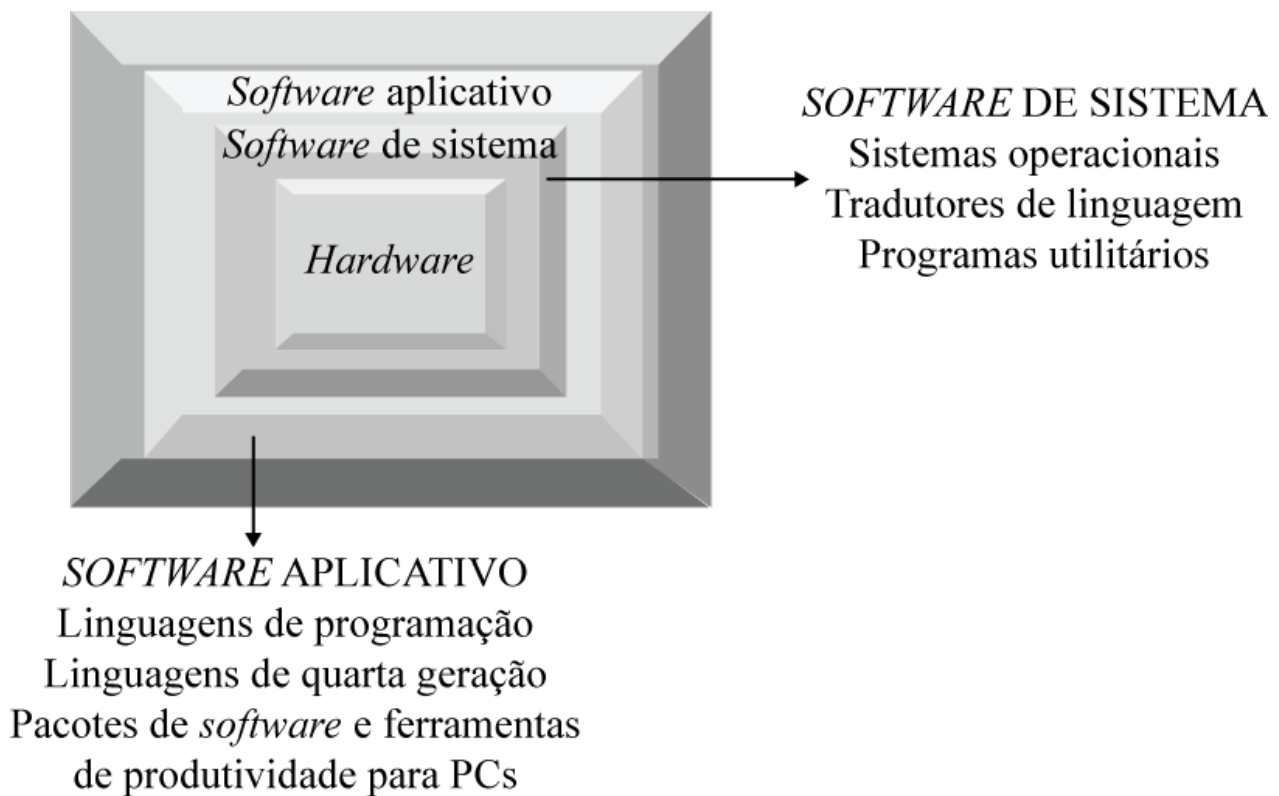 Software aplicativo
Software de sistema
Hardware
SOFTWARE DE SISTEMA
Sistemas operacionais
Tradutores de linguagem
Programas utilitários
SOFTWARE APLICATIVO
Linguagens de programação
Linguagens de quarta geração
Pacotes de software e ferramentas
de produtividade para PCs